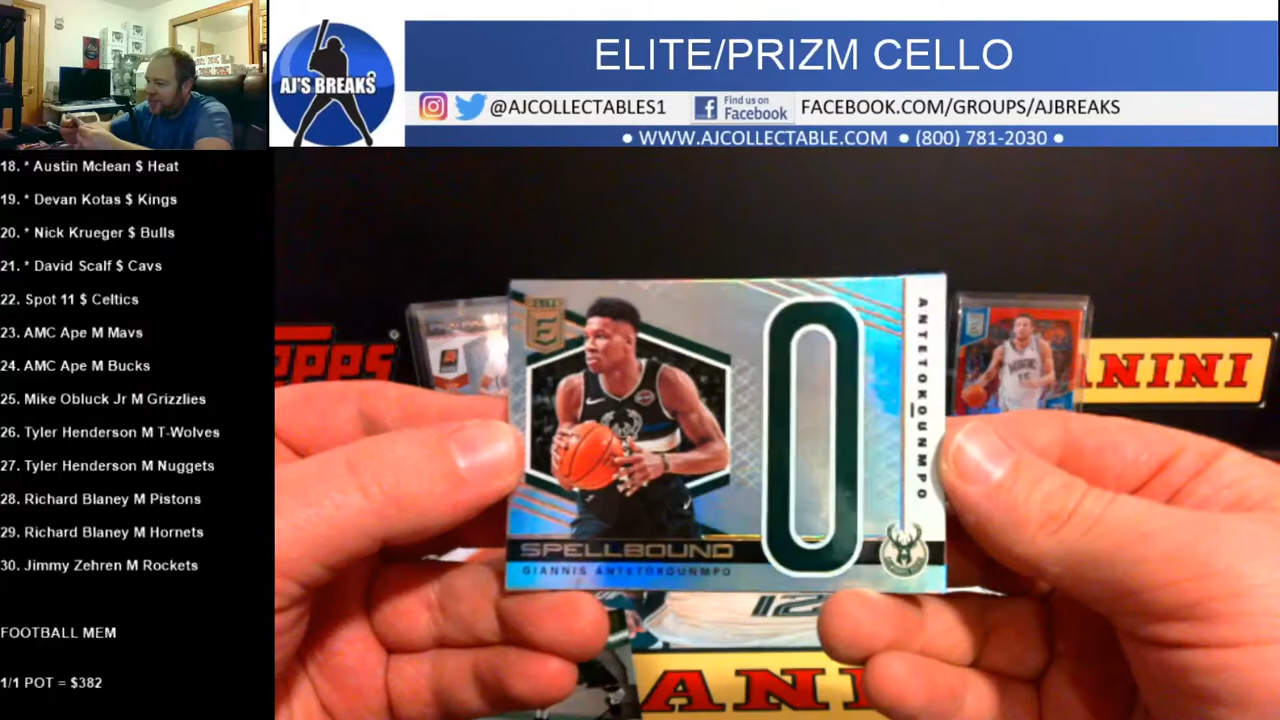 AJ'S BREAKS
ELITE/PRIZM CELLO
@AJCOLLECTABLES1
Find us on
Facebook
FACEBOOK.COM/GROUPS/AJBREAKS
• WWW.AJCOLLECTABLE.COM • (800) 781-2030 •
18. * Austin Mclean $ Heat
19. * Devan Kotas $ Kings
20. * Nick Krueger $ Bulls
21. * David Scalf $ Cavs
22. Spot 11 $ Celtics
23. AMC Ape M Mavs
24. AMC Ape M Bucks
25. Mike Obluck Jr M Grizzlies
26. Tyler Henderson M T-Wolves
27. Tyler Henderson M Nuggets
28. Richard Blaney M Pistons
29. Richard Blaney M Hornets
30. Jimmy Zehren M Rockets
FOOTBALL MEM
1/1 POT = $382
E
O
ANTETOKOUNMPO
SPELLBOUND
GIANNIS ANTETOKOUNMPO
12